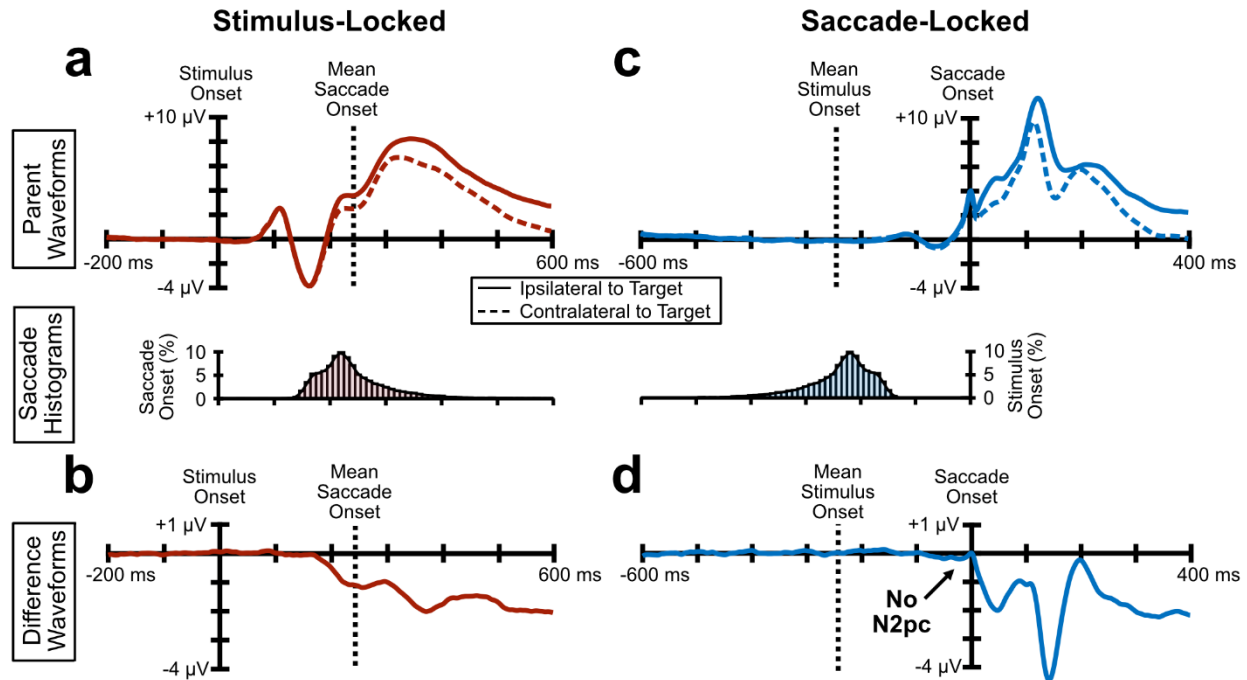 Stimulus-Locked
Saccade-Locked
a
Stimulus
Onset
Mean
Saccade
Onset
+10 µV
-4 µV
-200 ms
600 ms
Parent
Waveforms
c
Mean
Stimulus
Onset
Saccade
Onset
+10 µV
-4 µV
-600 ms
400 ms
Ipsilateral to Target
Contralateral to Target
Saccade
Histograms
Saccade
Onset (%)
10
5
0
10
5
0
Stimulus
Onset (%)
b
Stimulus
Onset
Mean
Saccade
Onset
+1 µV
-4 µV
-200 ms
600 ms
Difference
Waveforms
d
Mean
Stimulus
Onset
Saccade
Onset
+1 µV
-4 µV
-600 ms
400 ms
No
N2pc